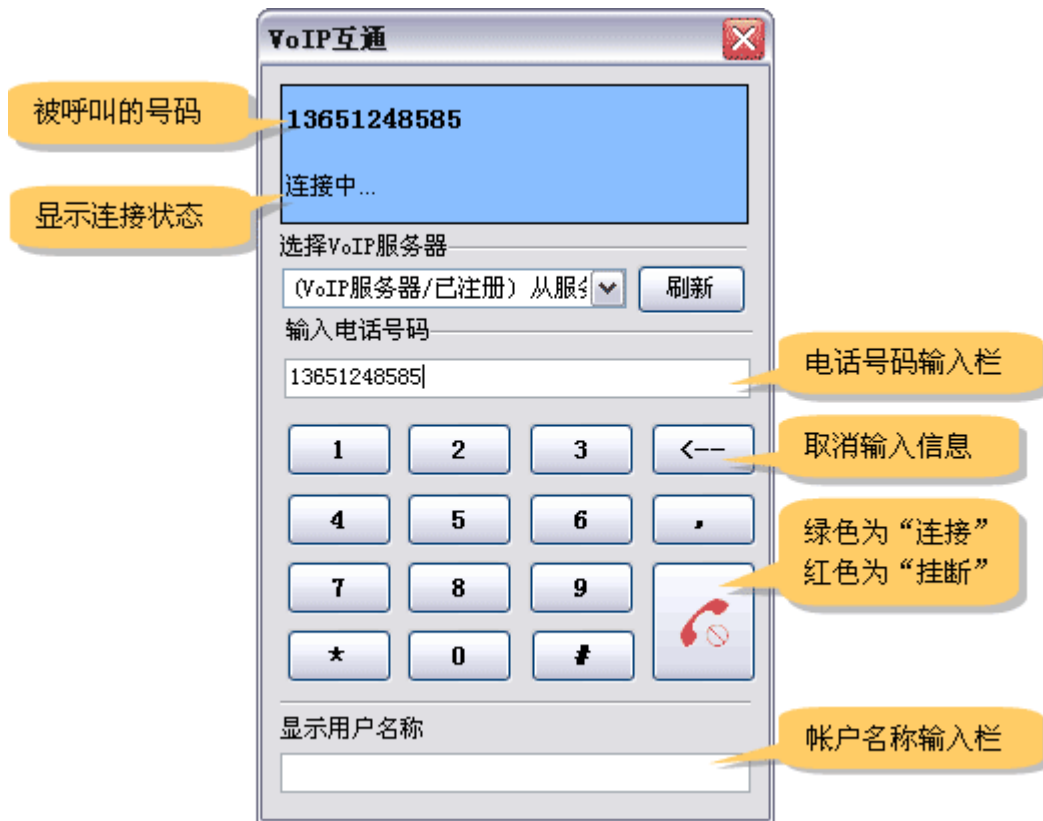 VoIP互通
被呼叫的号码
13651248585
显示连接状态
连接中...
选择VoIP服务器
(VoIP服务器/已注册) 从服
刷新
输入电话号码
13651248585
电话号码输入栏
1 2 3 <--
取消输入信息
4 5 6 ,
绿色为“连接”
红色为“挂断”
7 8 9
* 0 #
显示用户名称
帐户名称输入栏